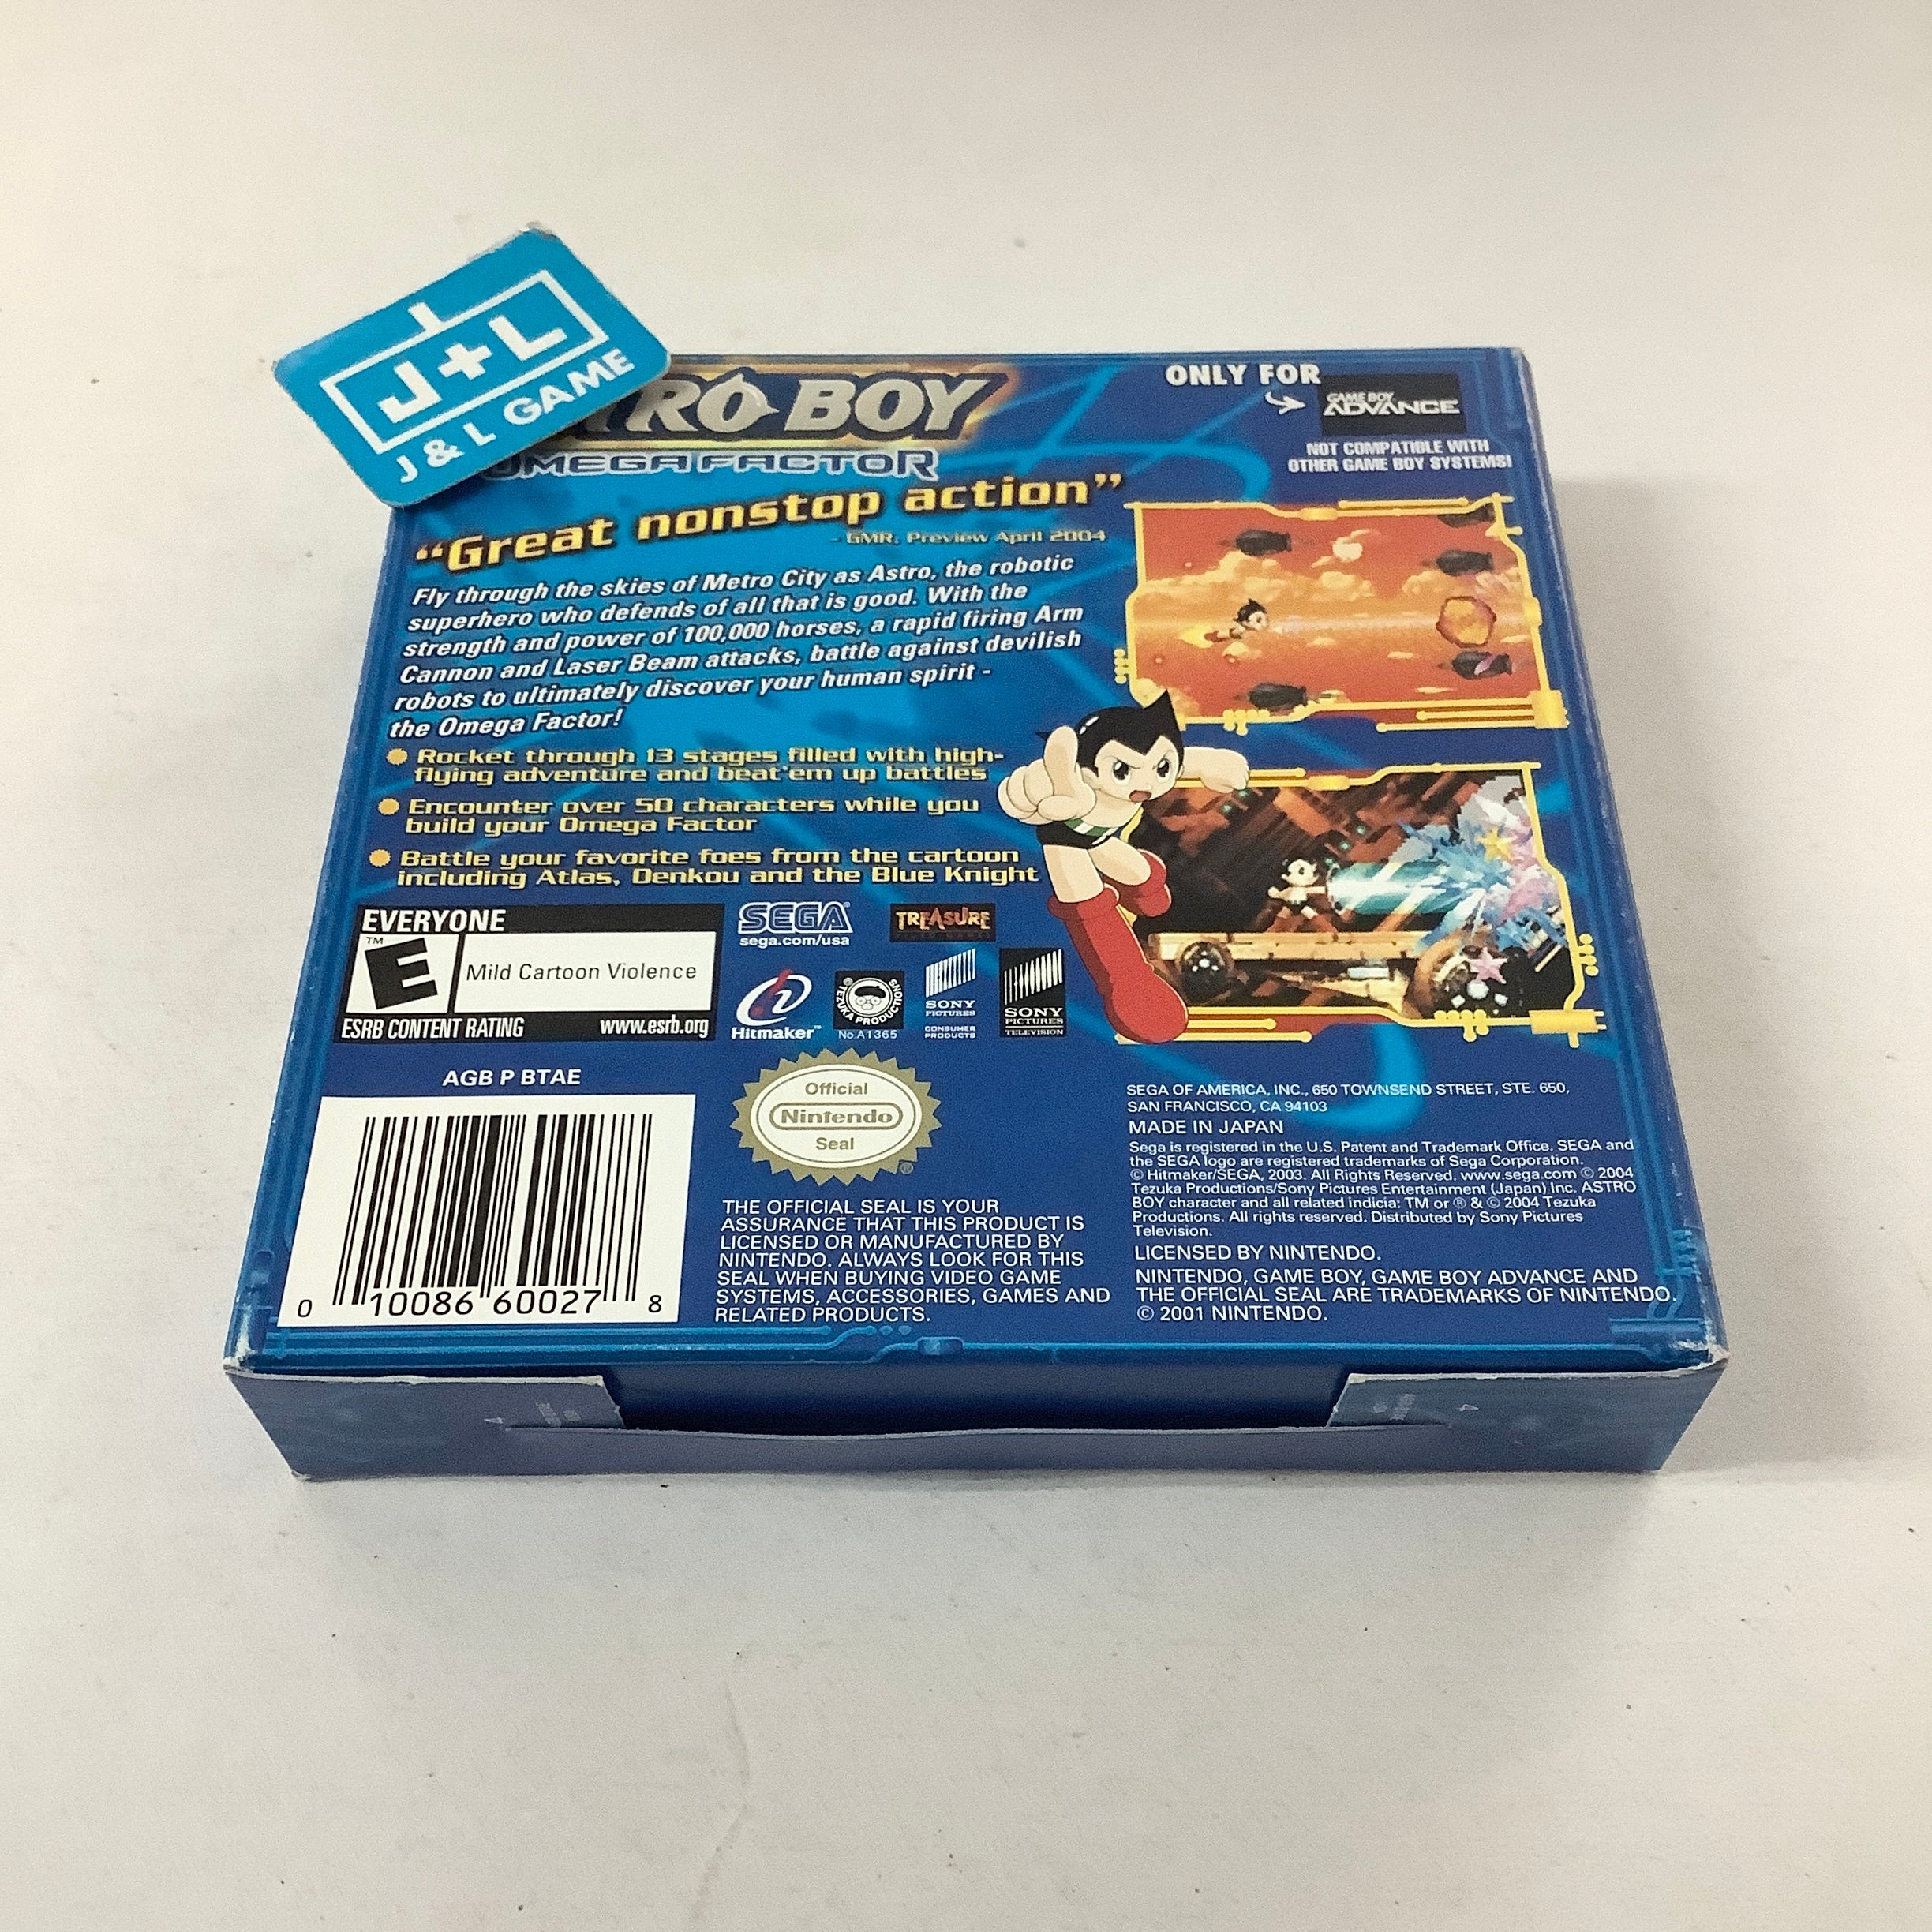 J+L
J & L GAME
RO BOY
OMEGA FACTOR
ONLY FOR
GAME BOY
ADVANCE
NOT COMPATIBLE WITH
OTHER GAME BOY SYSTEMS!
"Great nonstop action"
- GMR, Preview April 2004
Fly through the skies of Metro City as Astro, the robotic
superhero who defends of all that is good. With the
strength and power of 100,000 horses, a rapid firing Arm
Cannon and Laser Beam attacks, battle against devilish
robots to ultimately discover your human spirit -
the Omega Factor!
Rocket through 13 stages filled with high-
flying adventure and beat'em up battles
Encounter over 50 characters while you
build your Omega Factor
Battle your favorite foes from the cartoon
including Atlas, Denkou and the Blue Knight
EVERYONE
E™
Mild Cartoon Violence
ESRB CONTENT RATING www.esrb.org
SEGA®
sega.com/usa
TREASURE
VIDEO GAMES
Hitmaker™
©TEZUKA PRODUCTIONS
No.A1365
SONY
PICTURES
CONSUMER
PRODUCTS
SONY
PICTURES
TELEVISION
AGB P BTAE
0 10086 60027 8
Official
Nintendo
Seal
®
THE OFFICIAL SEAL IS YOUR
ASSURANCE THAT THIS PRODUCT IS
LICENSED OR MANUFACTURED BY
NINTENDO. ALWAYS LOOK FOR THIS
SEAL WHEN BUYING VIDEO GAME
SYSTEMS, ACCESSORIES, GAMES AND
RELATED PRODUCTS.
SEGA OF AMERICA, INC., 650 TOWNSEND STREET, STE. 650,
SAN FRANCISCO, CA 94103
MADE IN JAPAN
Sega is registered in the U.S. Patent and Trademark Office. SEGA and
the SEGA logo are registered trademarks of Sega Corporation.
© Hitmaker/SEGA, 2003. All Rights Reserved. www.sega.com © 2004
Tezuka Productions/Sony Pictures Entertainment (Japan) Inc. ASTRO
BOY character and all related indicia: TM or ® & © 2004 Tezuka
Productions. All rights reserved. Distributed by Sony Pictures
Television.
LICENSED BY NINTENDO.
NINTENDO, GAME BOY, GAME BOY ADVANCE AND
THE OFFICIAL SEAL ARE TRADEMARKS OF NINTENDO.
© 2001 NINTENDO.